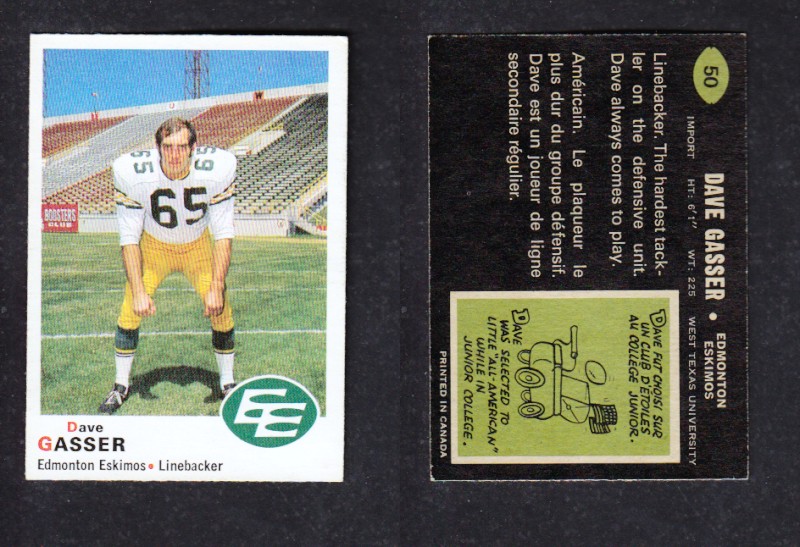 65
65
65
BOOSTERS
EE
Dave
GASSER
Edmonton Eskimos • Linebacker
50
DAVE GASSER •
EDMONTON
ESKIMOS
IMPORT HT: 6'1" WT: 225 WEST TEXAS UNIVERSITY
Linebacker. The hardest tack-
ler on the defensive unit.
Dave always comes to play.
Américain. Le plaqueur le
plus dur du groupe défensif.
Dave est un joueur de ligne
secondaire régulier.
DAVE FUT CHOISI SUR
UN CLUB D'ÉTOILES
AU COLLEGE JUNIOR.
DAVE
WAS SELECTED TO
LITTLE "ALL-AMERICAN"
WHILE IN
JUNIOR COLLEGE.
PRINTED IN CANADA